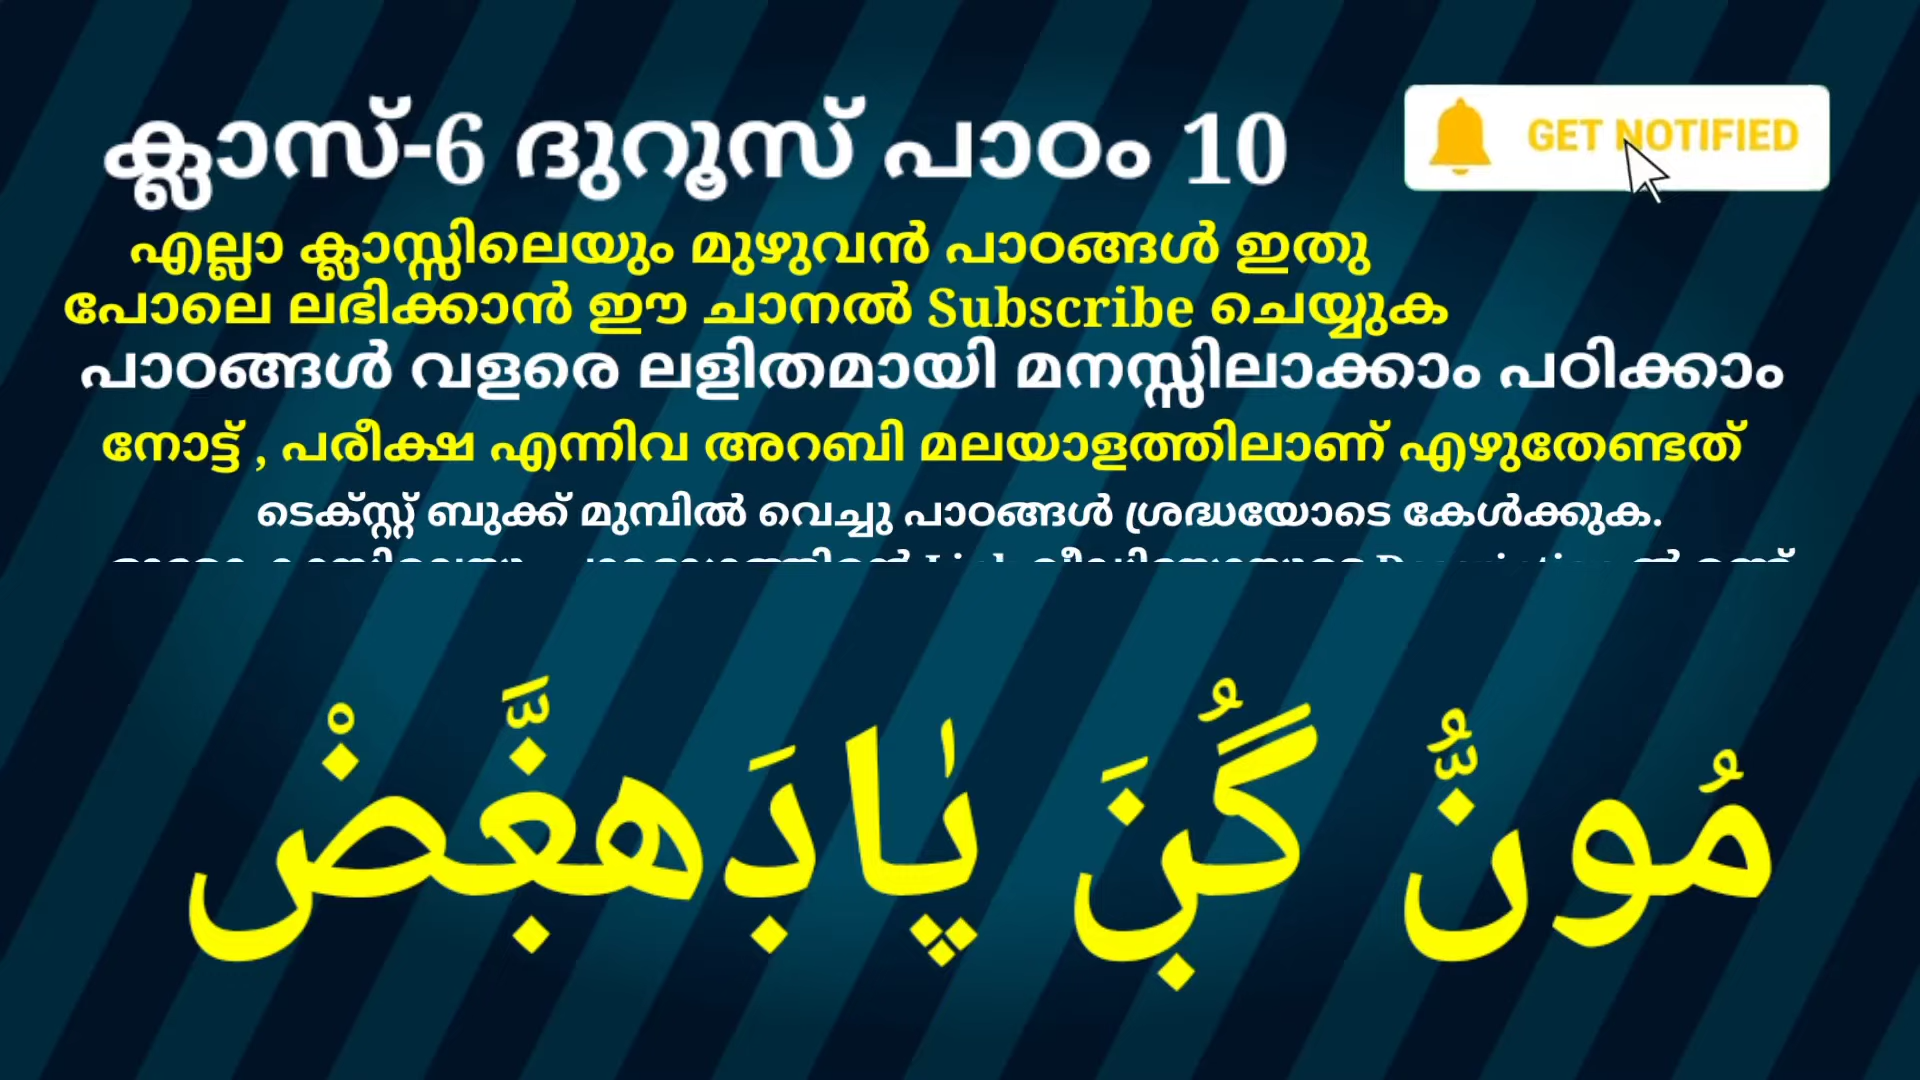 ക്ലാസ്-6 ദുറൂസ് പാഠം 10
GET NOTIFIED
എല്ലാ ക്ലാസ്സിലെയും മുഴുവൻ പാഠങ്ങൾ ഇതു
പോലെ ലഭിക്കാൻ ഈ ചാനൽ Subscribe ചെയ്യുക
പാഠങ്ങൾ വളരെ ലളിതമായി മനസ്സിലാക്കാം പഠിക്കാം
നോട്ട് , പരീക്ഷ എന്നിവ അറബി മലയാളത്തിലാണ് എഴുതേണ്ടത്
ടെക്സ്റ്റ് ബുക്ക് മുമ്പിൽ വെച്ചു പാഠങ്ങൾ ശ്രദ്ധയോടെ കേൾക്കുക.
مُونُّ گُنَ پٰادَهغَّضْ